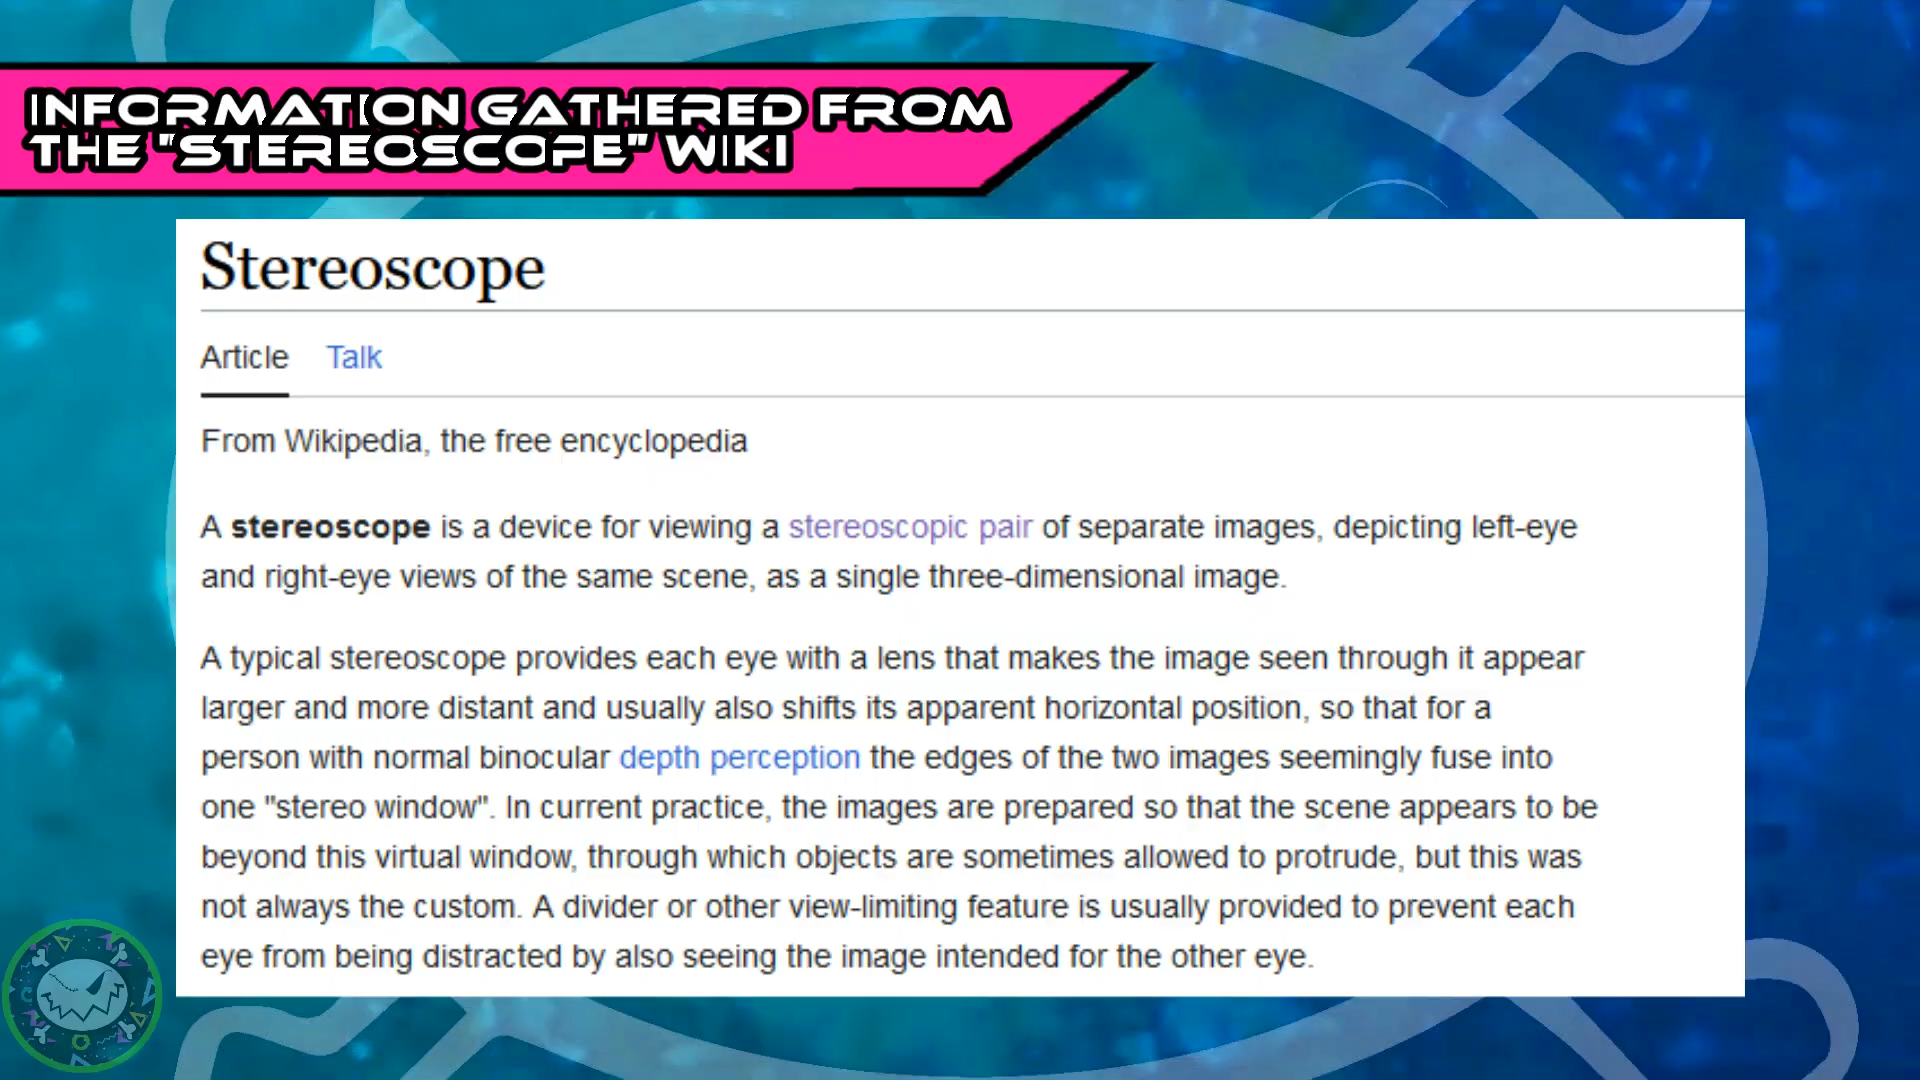 INFORMATION GATHERED FROM
THE "STEREOSCOPE" WIKI
Stereoscope
Article Talk
From Wikipedia, the free encyclopedia
A stereoscope is a device for viewing a stereoscopic pair of separate images, depicting left-eye
and right-eye views of the same scene, as a single three-dimensional image.
A typical stereoscope provides each eye with a lens that makes the image seen through it appear
larger and more distant and usually also shifts its apparent horizontal position, so that for a
person with normal binocular depth perception the edges of the two images seemingly fuse into
one "stereo window". In current practice, the images are prepared so that the scene appears to be
beyond this virtual window, through which objects are sometimes allowed to protrude, but this was
not always the custom. A divider or other view-limiting feature is usually provided to prevent each
eye from being distracted by also seeing the image intended for the other eye.